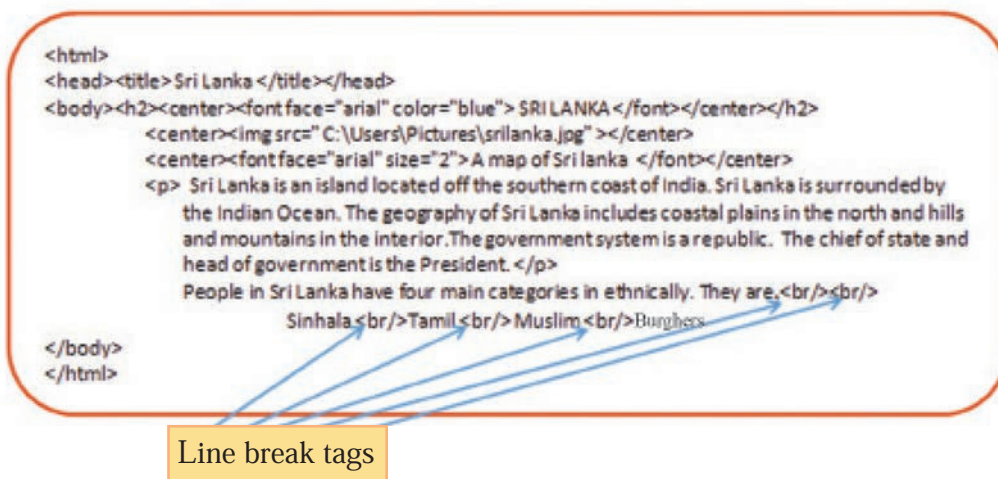 <html>
<head><title>Sri Lanka </title></head>
<body><h2><center><font face="arial" color="blue"> SRI LANKA </font></center></h2>
<center><img src=" C:\Users\Pictures\srilanka.jpg" ></center>
<center><font face="arial" size="2"> A map of Sri lanka </font></center>
<p> Sri Lanka is an island located off the southern coast of India. Sri Lanka is surrounded by
the Indian Ocean. The geography of Sri Lanka includes coastal plains in the north and hills
and mountains in the interior.The government system is a republic. The chief of state and
head of government is the President. </p>
People in Sri Lanka have four main categories in ethnically. They are,<br/><br/>
Sinhala <br/>Tamil<br/> Muslim <br/>Burghers
</body>
</html>
Line break tags